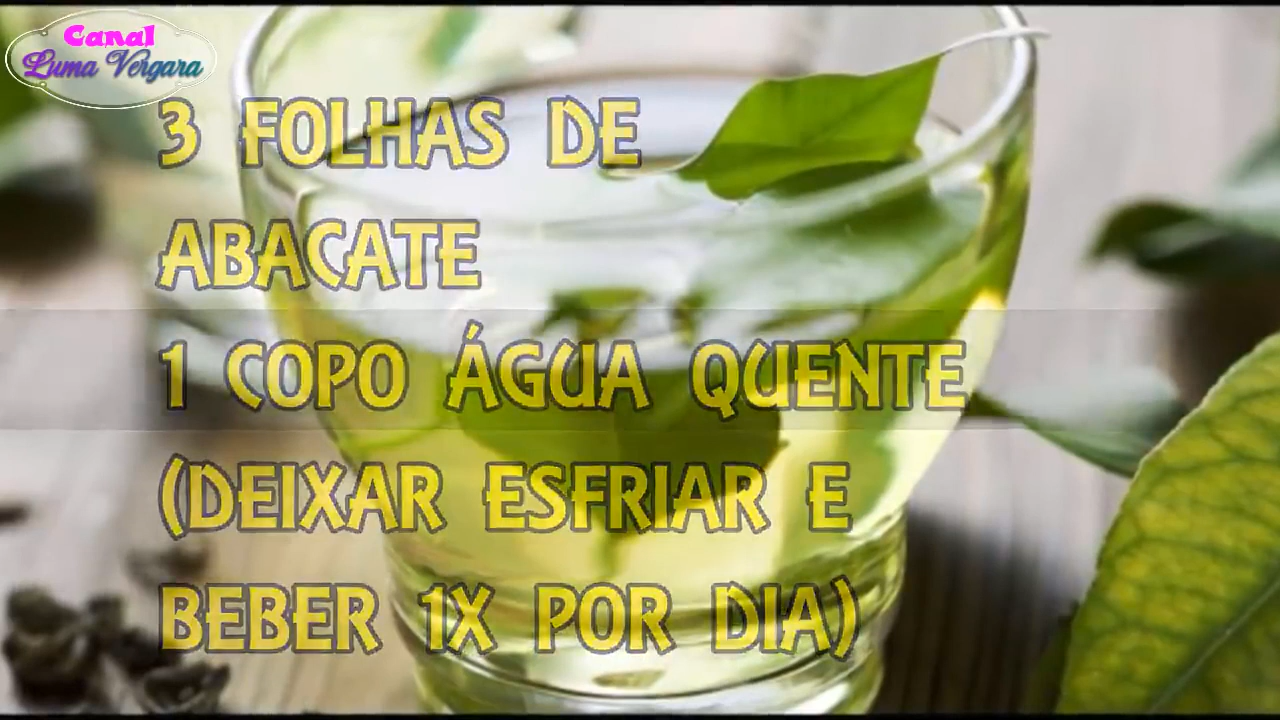 Canal
Luma Vergara
3 FOLHAS DE
ABACATE
1 COPO ÁGUA QUENTE
(DEIXAR ESFRIAR E
BEBER 1X POR DIA)